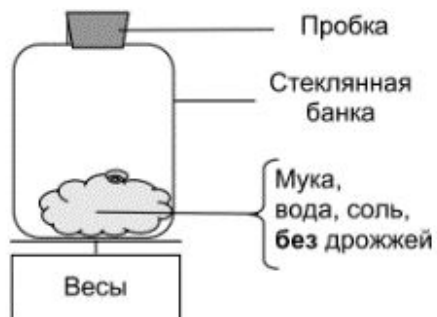 Пробка
Стеклянная
банка
Мука,
вода, соль,
без дрожжей
Весы